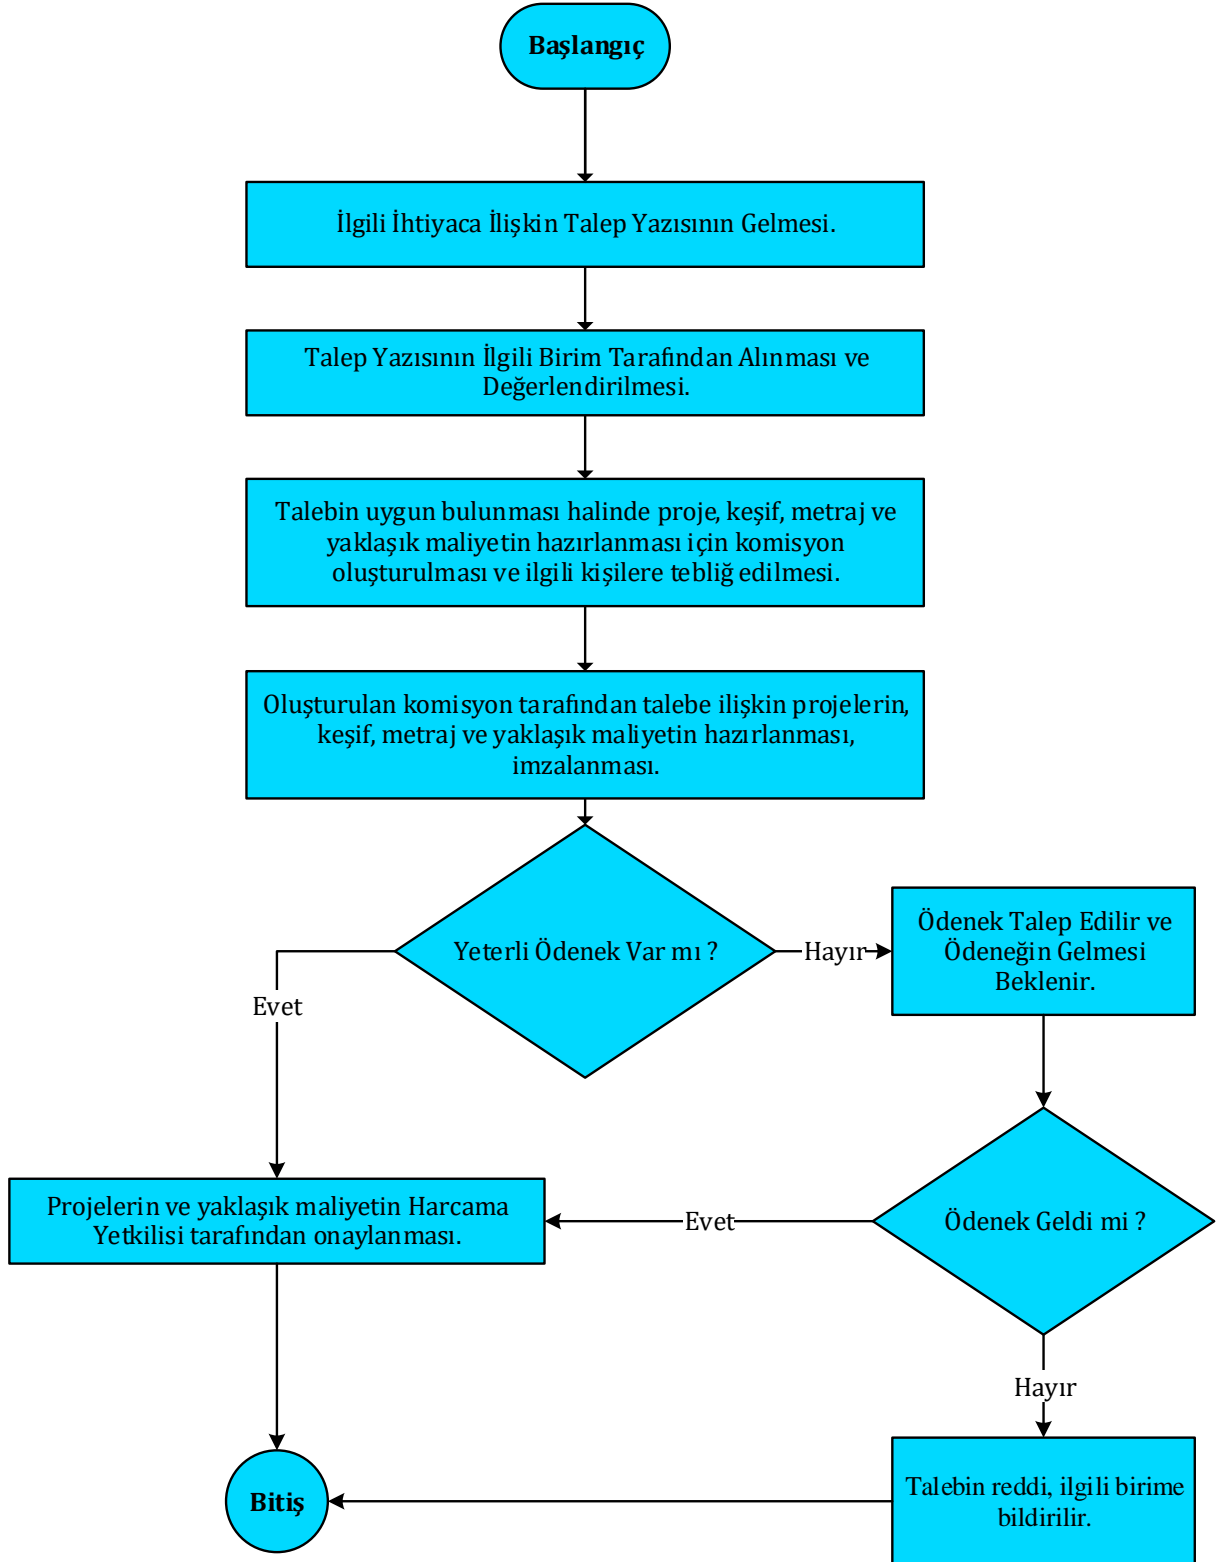 Başlangıç
İlgili İhtiyaca İlişkin Talep Yazısının Gelmesi.
Talep Yazısının İlgili Birim Tarafından Alınması ve
Değerlendirilmesi.
Talebin uygun bulunması halinde proje, keşif, metraj ve
yaklaşık maliyetin hazırlanması için komisyon
oluşturulması ve ilgili kişilere tebliğ edilmesi.
Oluşturulan komisyon tarafından talebe ilişkin projelerin,
keşif, metraj ve yaklaşık maliyetin hazırlanması,
imzalanması.
Yeterli Ödenek Var mı ?
Hayır
Ödenek Talep Edilir ve
Ödeneğin Gelmesi
Beklenir.
Evet
Projelerin ve yaklaşık maliyetin Harcama
Yetkilisi tarafından onaylanması.
Evet
Ödenek Geldi mi ?
Hayır
Talebin reddi, ilgili birime
bildirilir.
Bitiş